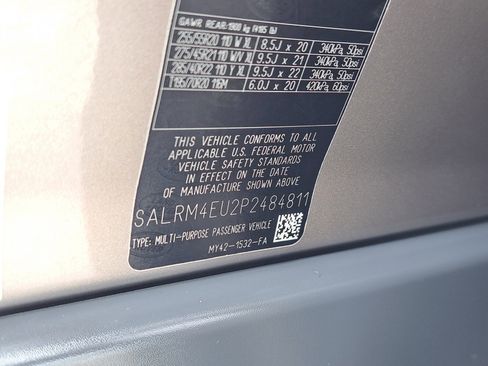 GAWR REAR:1900 kg (4185 lb)
255/55R20 110 W XL 8.5J x 20 340kPa, 50psi
275/45R21 110 W/V XL 9.5J x 21 340kPa, 50psi
285/40R22 110 Y XL 9.5J x 22 340kPa, 50psi
T195/70R20 116M 6.0J x 20 420kPa, 60psi
THIS VEHICLE CONFORMS TO ALL
APPLICABLE U.S. FEDERAL MOTOR
VEHICLE SAFETY STANDARDS
IN EFFECT ON THE DATE
OF MANUFACTURE SHOWN ABOVE
SALRM4EU2P2484811
TYPE: MULTI-PURPOSE PASSENGER VEHICLE
MY42-1532-FA